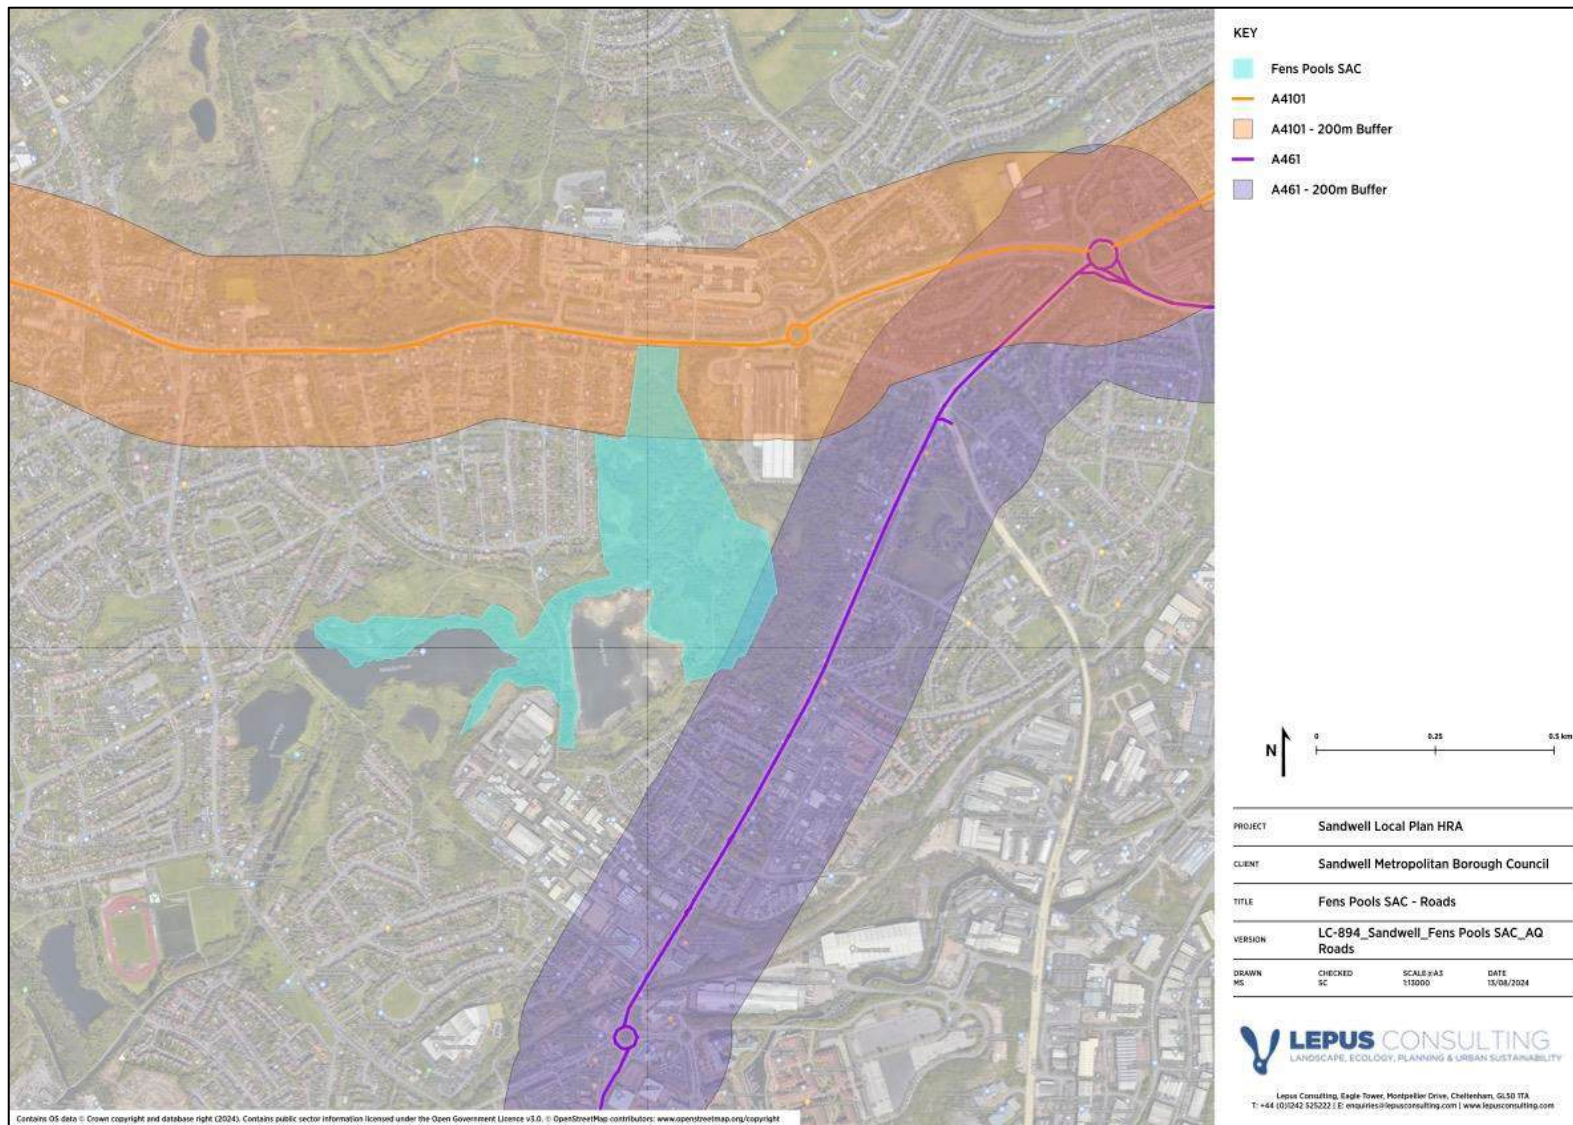 KEY
Fens Pools SAC
A4101
A4101 - 200m Buffer
A461
A461 - 200m Buffer
N
0 0.25 0.5 km
PROJECT Sandwell Local Plan HRA
CLIENT Sandwell Metropolitan Borough Council
TITLE Fens Pools SAC - Roads
VERSION LC-894_Sandwell_Fens Pools SAC_AQ
Roads
DRAWN CHECKED SCALE@A3 DATE
MS SC 1:13000 13/08/2024
LEPUS CONSULTING
LANDSCAPE, ECOLOGY, PLANNING & URBAN SUSTAINABILITY
Lepus Consulting, Eagle Tower, Montpellier Drive, Cheltenham, GL50 1TA
T: +44 (0)1242 525222 | E: enquiries@lepusconsulting.com | www.lepusconsulting.com
Contains OS data © Crown copyright and database right (2024). Contains public sector information licensed under the Open Government Licence v3.0. © OpenStreetMap contributors: www.openstreetmap.org/copyright